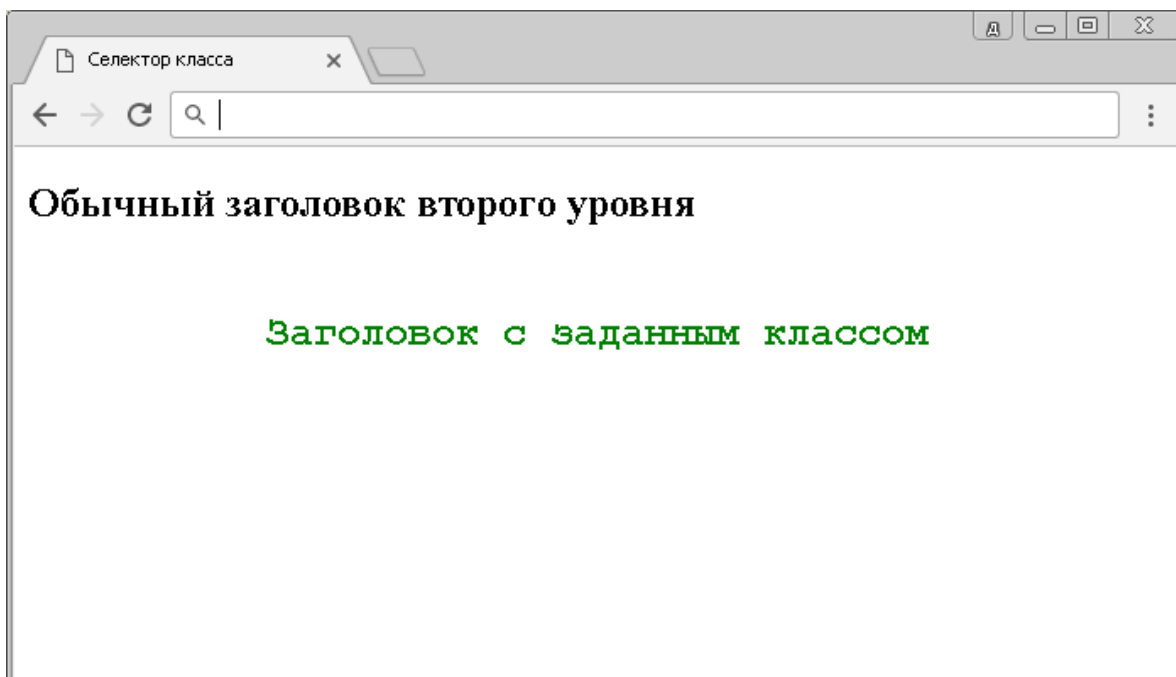 Д
Селектор класса
Обычный заголовок второго уровня
Заголовок с заданным классом